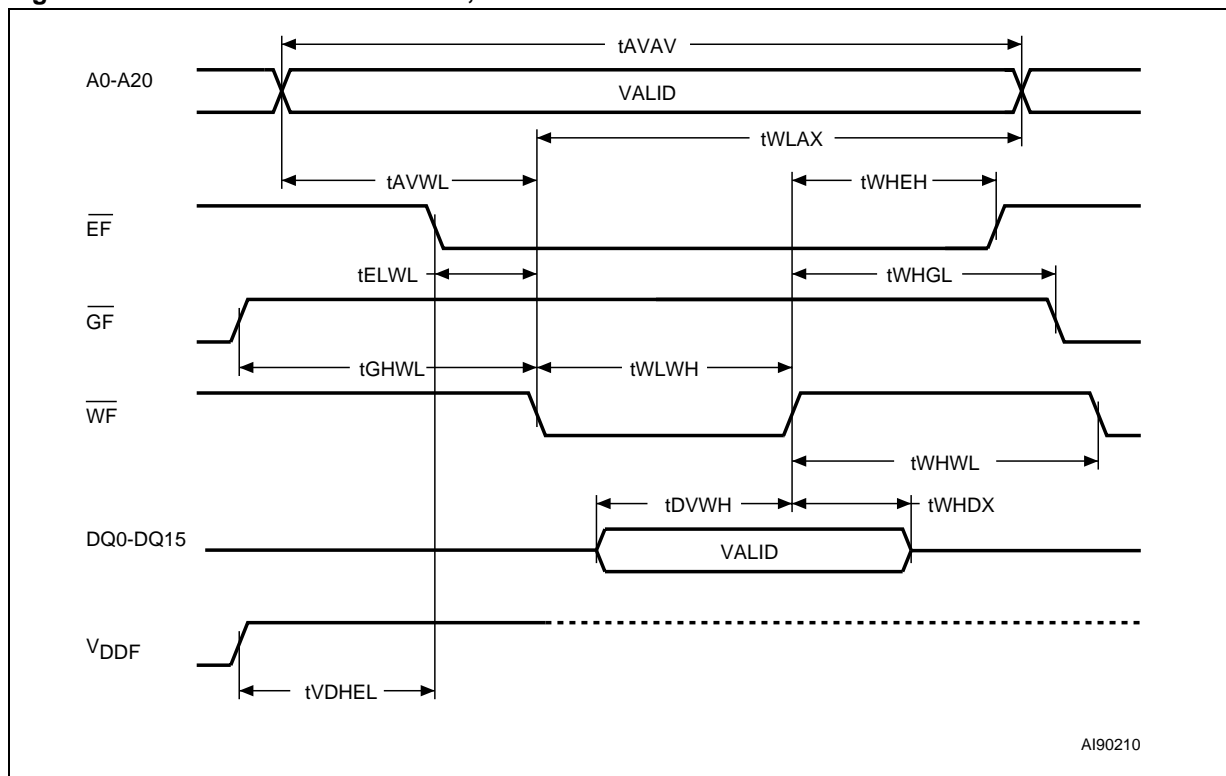 tAVAV
A0-A20
VALID
tWLAX
tAVWL
tWHEH
EF
tELWL
tWHGL
GF
tGHWL
tWLWH
WF
tWHWL
tDVWH
tWHDX
DQ0-DQ15
VALID
VDDF
tVDHEL
AI90210